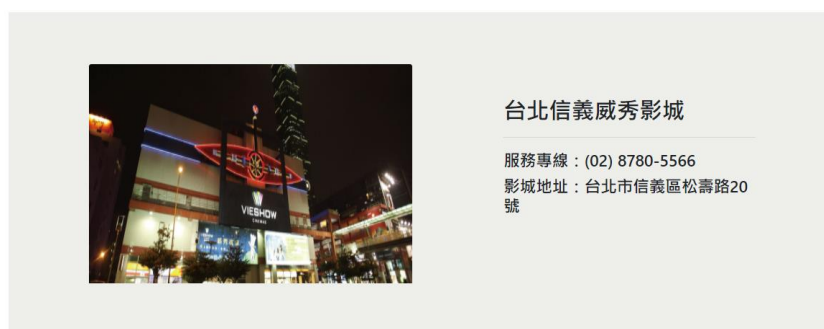 VIESHOW
CINEMAS
台北信義威秀影城
服務專線：(02) 8780-5566
影城地址：台北市信義區松壽路20
號